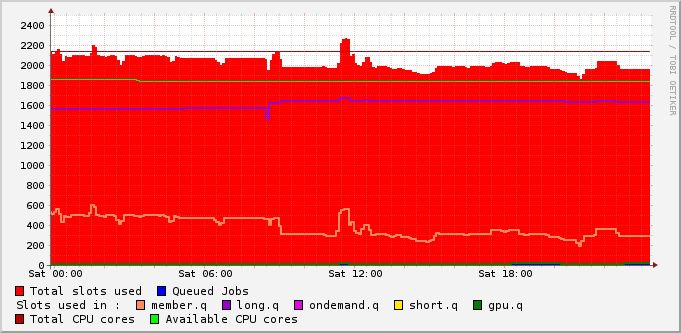 2400
2200
2000
1800
1600
1400
1200
1000
800
600
400
200
0
Sat 00:00 Sat 06:00 Sat 12:00 Sat 18:00
Total slots used Queued Jobs
Slots used in : member.q long.q ondemand.q short.q gpu.q
Total CPU cores Available CPU cores
RRDTOOL / TOBI OETIKER